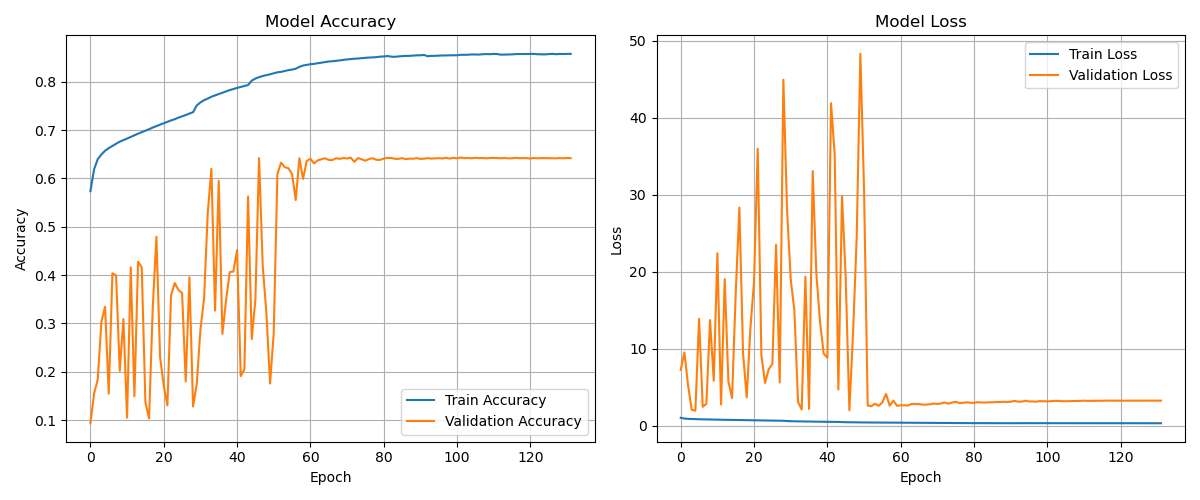 Model Accuracy
Accuracy
0.8
0.7
0.6
0.5
0.4
0.3
0.2
0.1
0 20 40 60 80 100 120
Epoch
Train Accuracy
Validation Accuracy
Model Loss
Loss
50
40
30
20
10
0
0 20 40 60 80 100 120
Epoch
Train Loss
Validation Loss